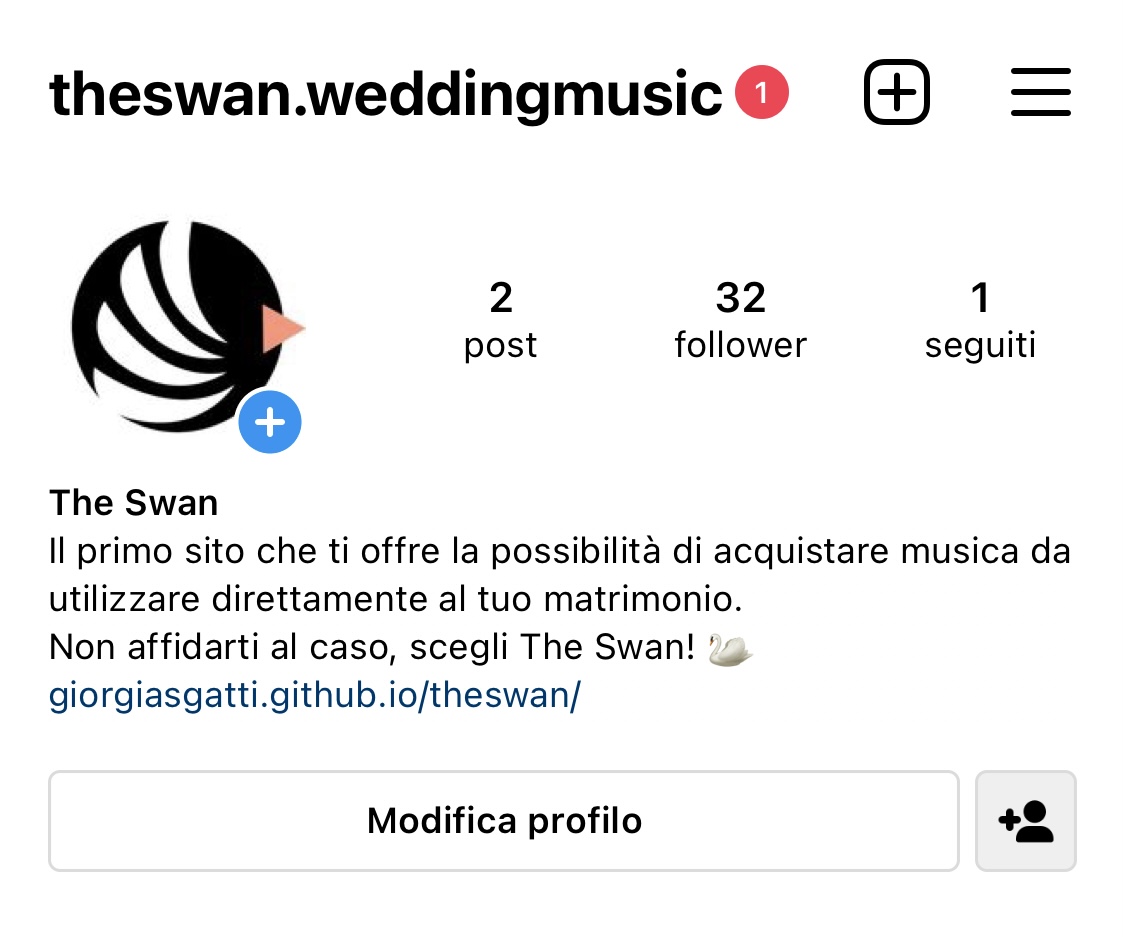 theswan.weddingmusic 1
2 32 1
post follower seguiti
The Swan
Il primo sito che ti offre la possibilità di acquistare musica da
utilizzare direttamente al tuo matrimonio.
Non affidarti al caso, scegli The Swan! 🦢
giorgiasgatti.github.io/theswan/
Modifica profilo